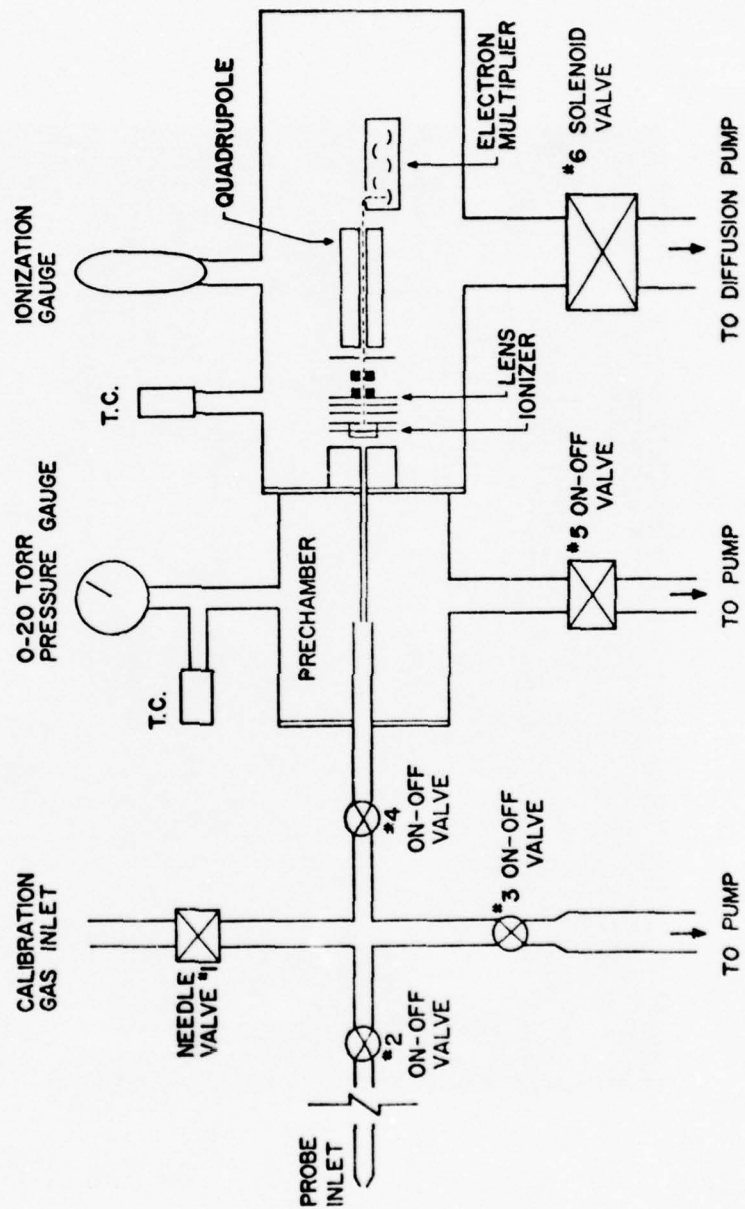 CALIBRATION
GAS INLET
0-20 TORR
PRESSURE GAUGE
IONIZATION
GAUGE
T.C.
T.C.
NEEDLE
VALVE #1
QUADRUPOLE
PRECHAMBER
PROBE
INLET
#2
ON-OFF
VALVE
#4
ON-OFF
VALVE
LENS
IONIZER
ELECTRON
MULTIPLIER
#3 ON-OFF
VALVE
#5 ON-OFF
VALVE
#6 SOLENOID
VALVE
TO PUMP
TO PUMP
TO DIFFUSION PUMP